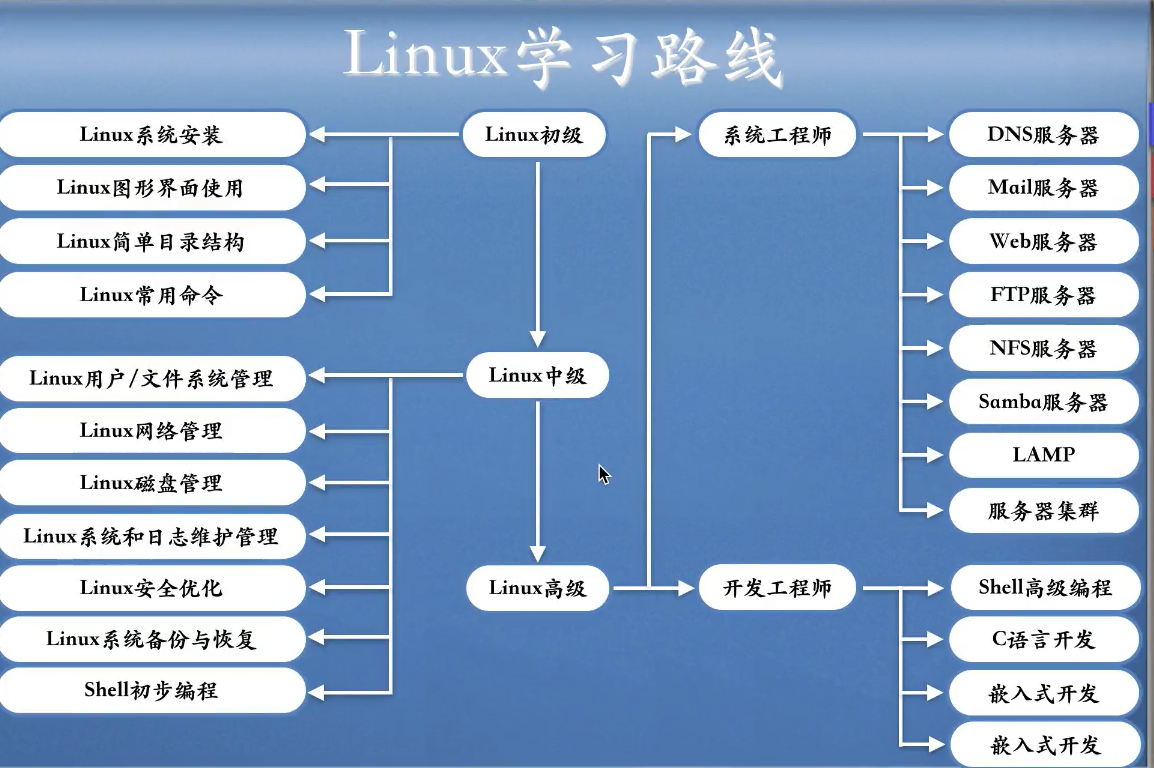 Linux学习路线
Linux初级
Linux系统安装
Linux图形界面使用
Linux简单目录结构
Linux常用命令
Linux中级
Linux用户/文件系统管理
Linux网络管理
Linux磁盘管理
Linux系统和日志维护管理
Linux安全优化
Linux系统备份与恢复
Shell初步编程
Linux高级
系统工程师
DNS服务器
Mail服务器
Web服务器
FTP服务器
NFS服务器
Samba服务器
LAMP
服务器集群
开发工程师
Shell高级编程
C语言开发
嵌入式开发
嵌入式开发